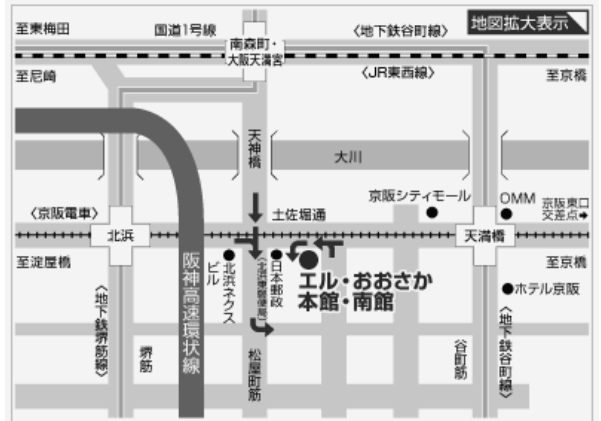 地図拡大表示
至東梅田
国道1号線
〈地下鉄谷町線〉
南森町・
大阪天満宮
至尼崎
〈JR東西線〉
至京橋
天神橋
大川
京阪シティモール
OMM
京阪東口
交差点
〈京阪電車〉
土佐堀通
北浜
天満橋
至淀屋橋
至京橋
阪神高速環状線
北浜ネクス
ビル
日本郵政
(北浜東郵便局)
エル・おおさか
本館・南館
ホテル京阪
〈地下鉄堺筋線〉
堺筋
松屋町筋
谷町筋
〈地下鉄谷町線〉